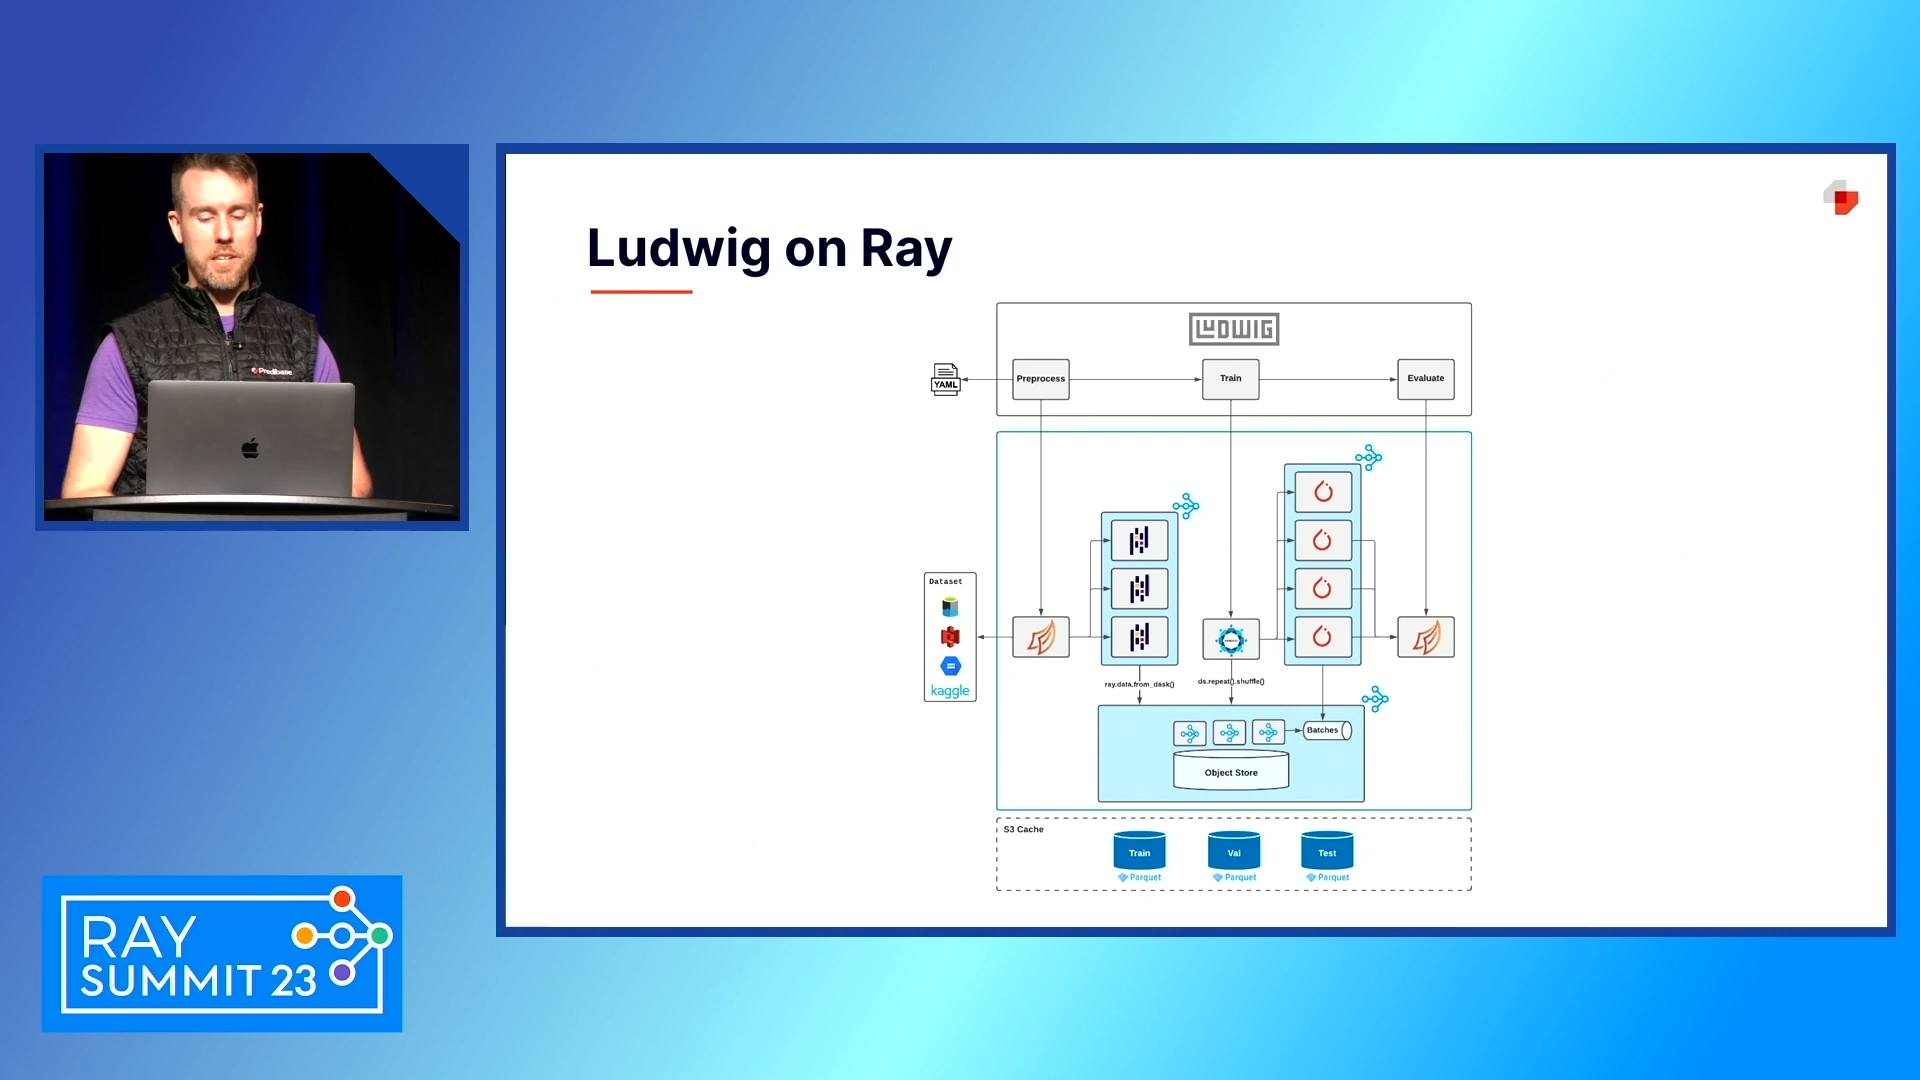 Ludwig on Ray
LUDWIG
YAML
Preprocess
Train
Evaluate
Dataset
kaggle
ray.data.from_dask()
ds.repeat().shuffle()
Batches
Object Store
S3 Cache
Train
Val
Test
Parquet
Parquet
Parquet
Predibase
RAY
SUMMIT 23